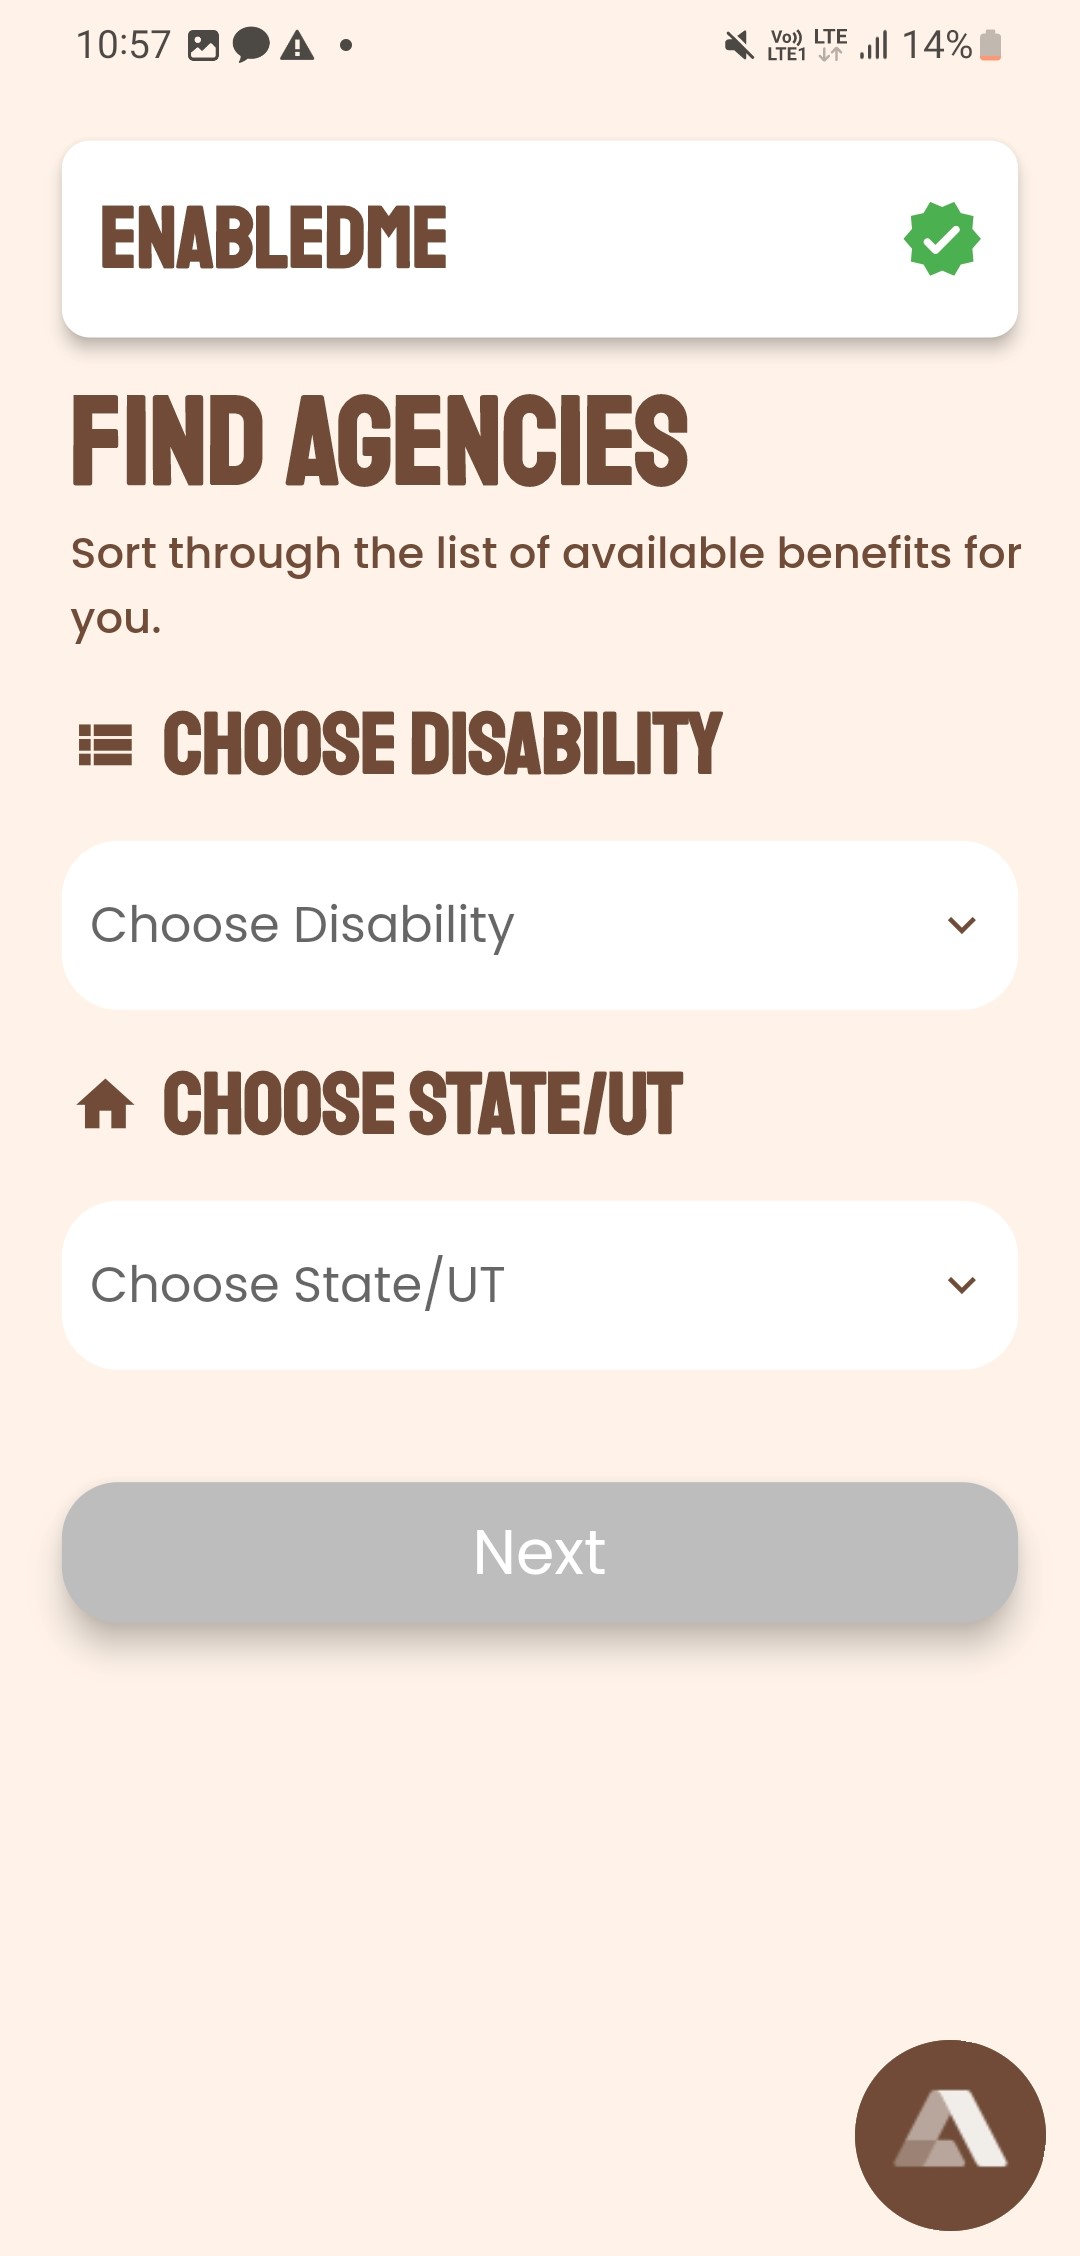 10:57 Vo)) LTE1 LTE 14%
ENABLEDME
FIND AGENCIES
Sort through the list of available benefits for
you.
CHOOSE DISABILITY
Choose Disability
CHOOSE STATE/UT
Choose State/UT
Next